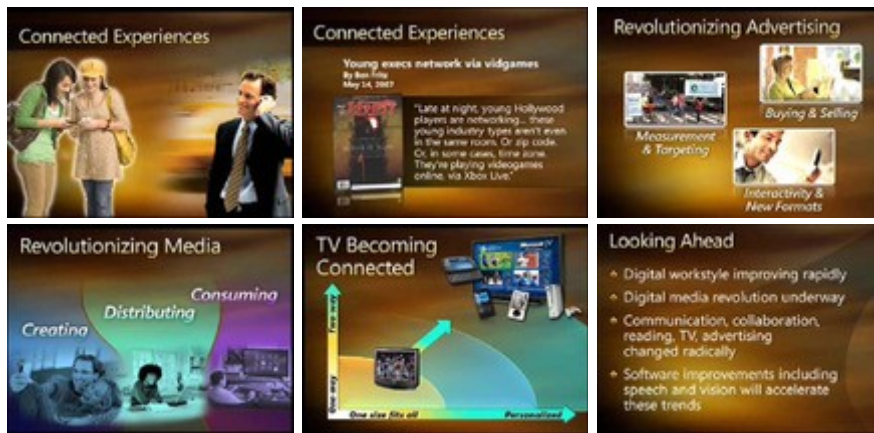 Connected Experiences
Connected Experiences
Young execs network via vidgames
By Ben Fritz
May 14, 2007
"Late at night, young Hollywood
players are networking... these
young industry types aren't even
in the same room. Or zip code.
Or, in some cases, time zone.
They're playing videogames
online, via Xbox Live."
Revolutionizing Advertising
Buying & Selling
Measurement
& Targeting
Interactivity &
New Formats
Revolutionizing Media
Consuming
Distributing
Creating
TV Becoming
Connected
Two-way
One-way
One size fits all
Personalized
Looking Ahead
Digital workstyle improving rapidly
Digital media revolution underway
Communication, collaboration,
reading, TV, advertising
changed radically
Software improvements including
speech and vision will accelerate
these trends